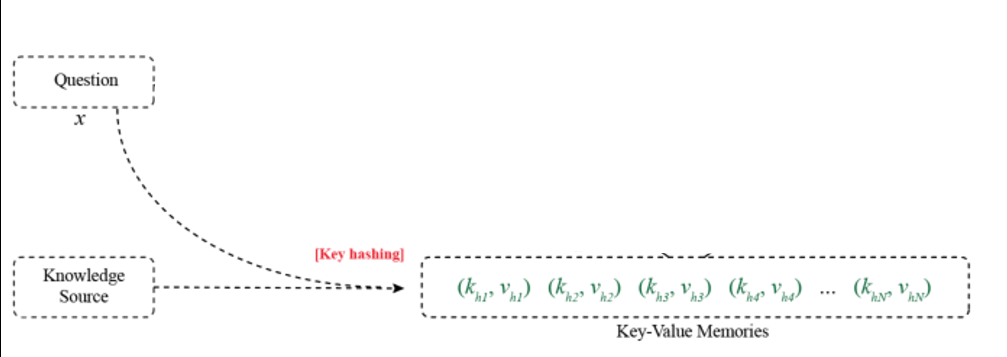 Question
x
[Key hashing]
Knowledge
Source
(k_{h1}, v_{h1}) (k_{h2}, v_{h2}) (k_{h3}, v_{h3}) (k_{h4}, v_{h4}) ... (k_{hN}, v_{hN})
Key-Value Memories